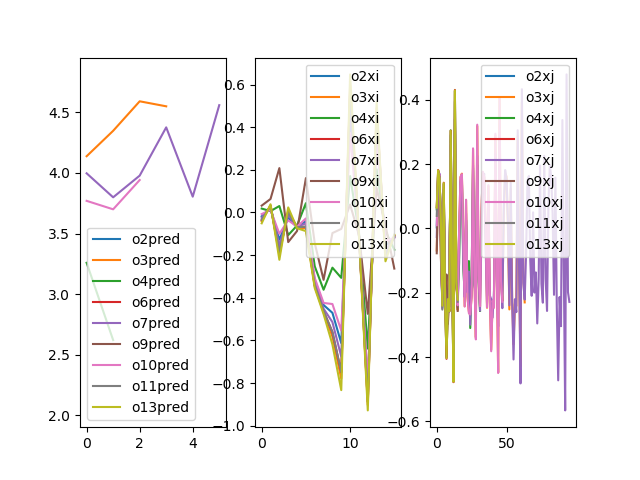 4.5
4.0
3.5
3.0
2.5
2.0
0
2
4
o2pred
o3pred
o4pred
o6pred
o7pred
o9pred
o10pred
o11pred
o13pred
0.6
0.4
0.2
0.0
−0.2
−0.4
−0.6
−0.8
−1.0
0
10
o2xi
o3xi
o4xi
o6xi
o7xi
o9xi
o10xi
o11xi
o13xi
0.4
0.2
0.0
−0.2
−0.4
−0.6
0
50
o2xj
o3xj
o4xj
o6xj
o7xj
o9xj
o10xj
o11xj
o13xj